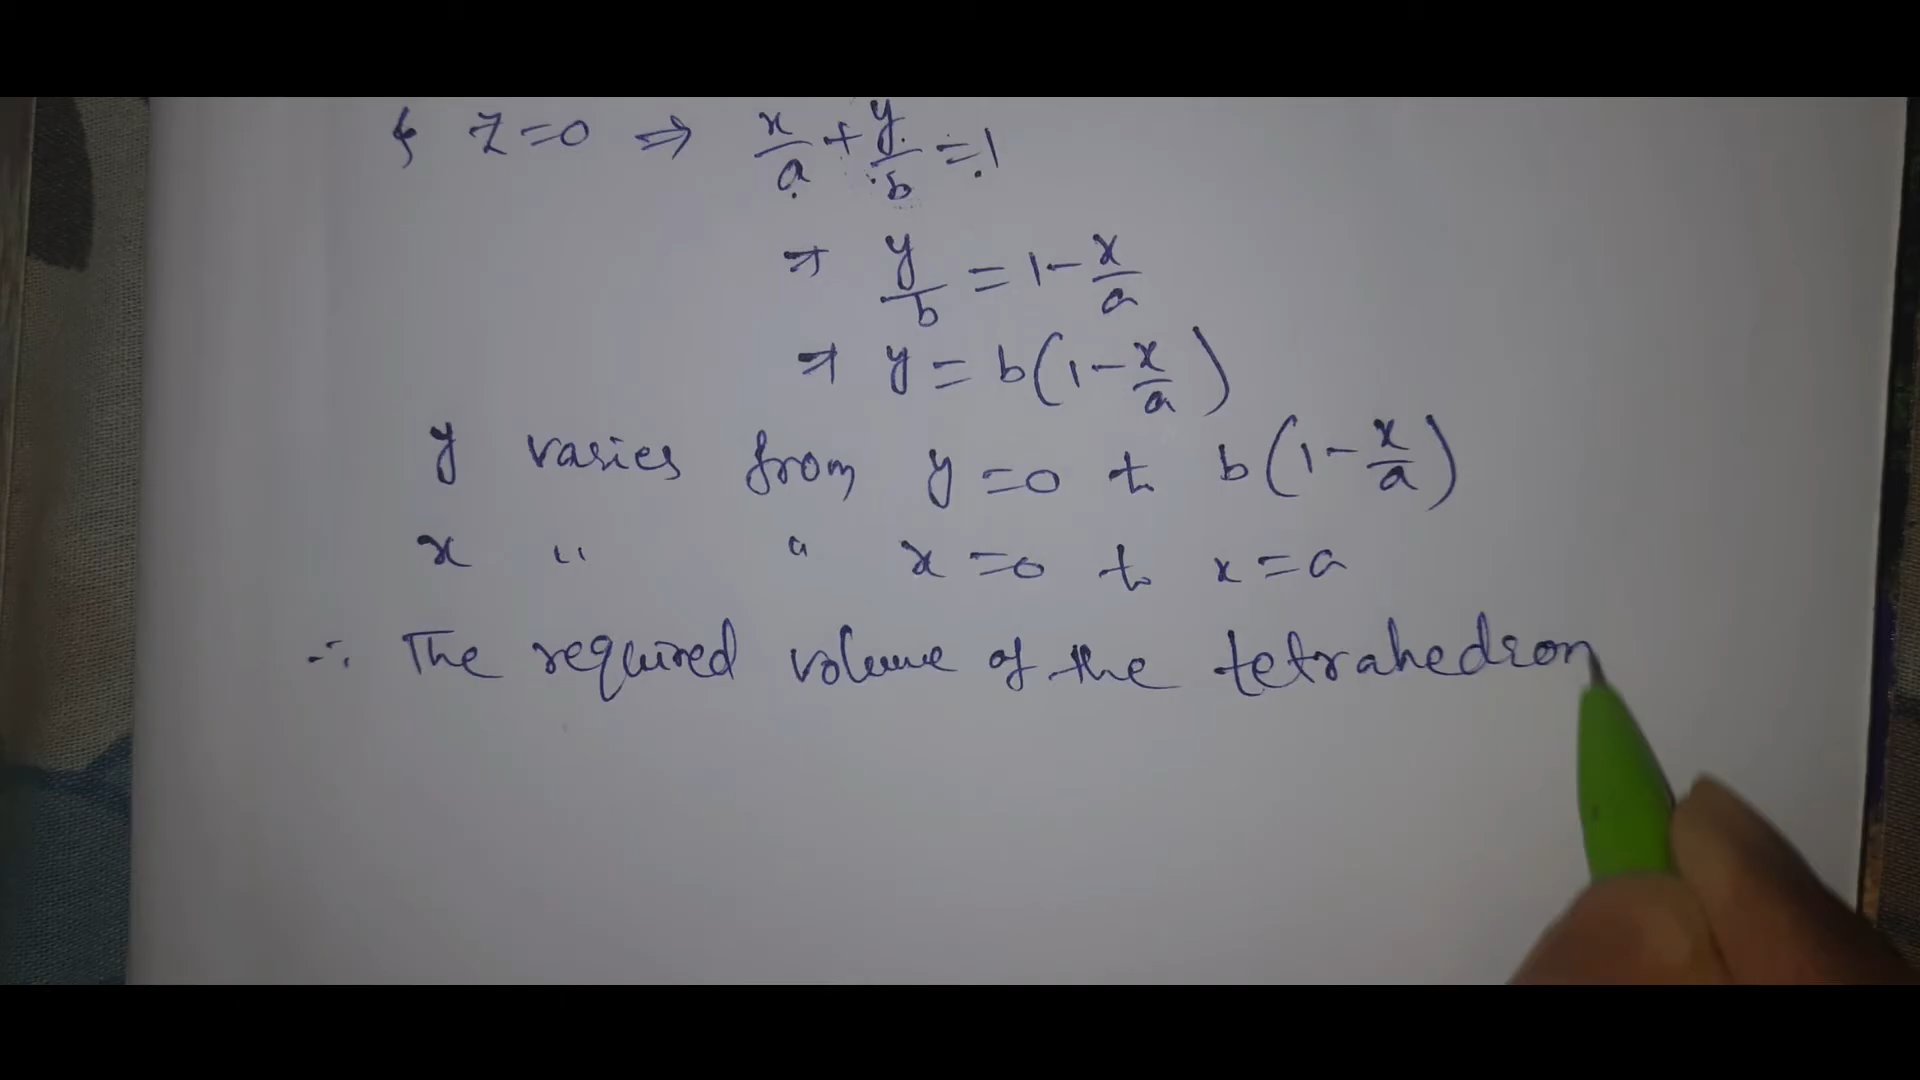 & z=0 ⇒ x/a + y/b = 1
⇒ y/b = 1 - x/a
⇒ y = b(1 - x/a)
y varies from y=0 to b(1 - x/a)
x " " x=0 to x=a
∴ The required volume of the tetrahedron